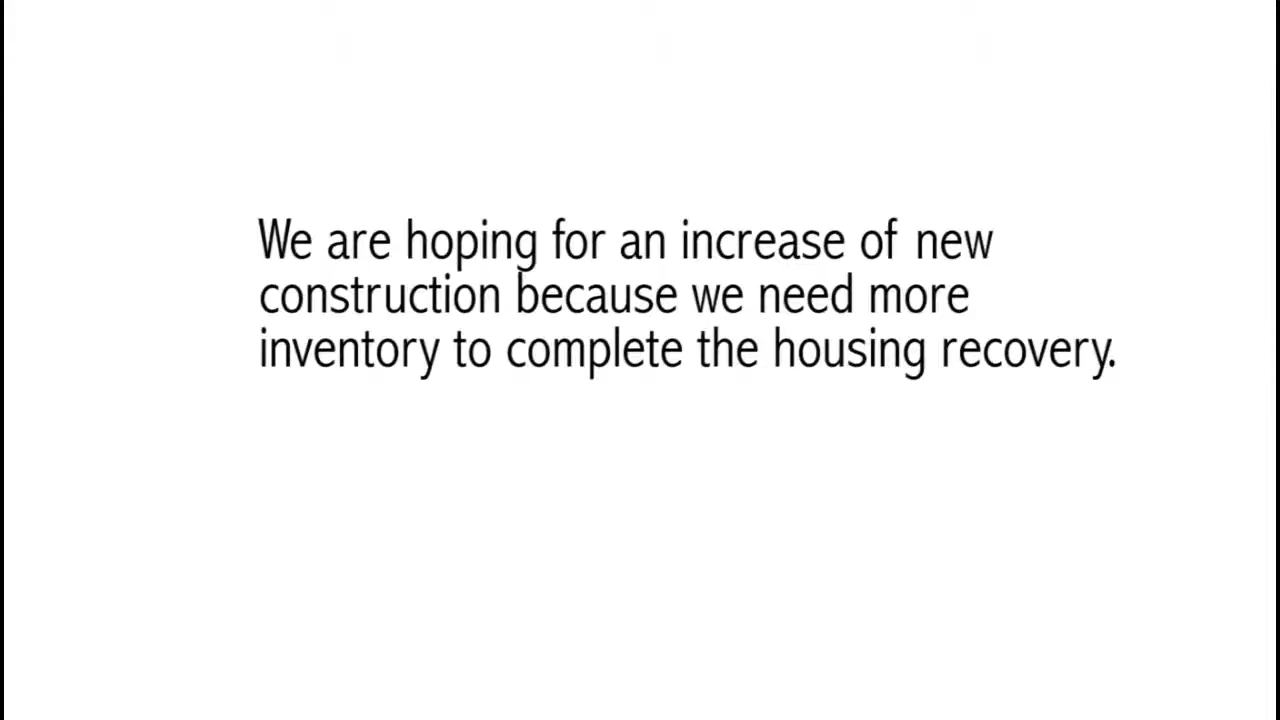 We are hoping for an increase of new
construction because we need more
inventory to complete the housing recovery.